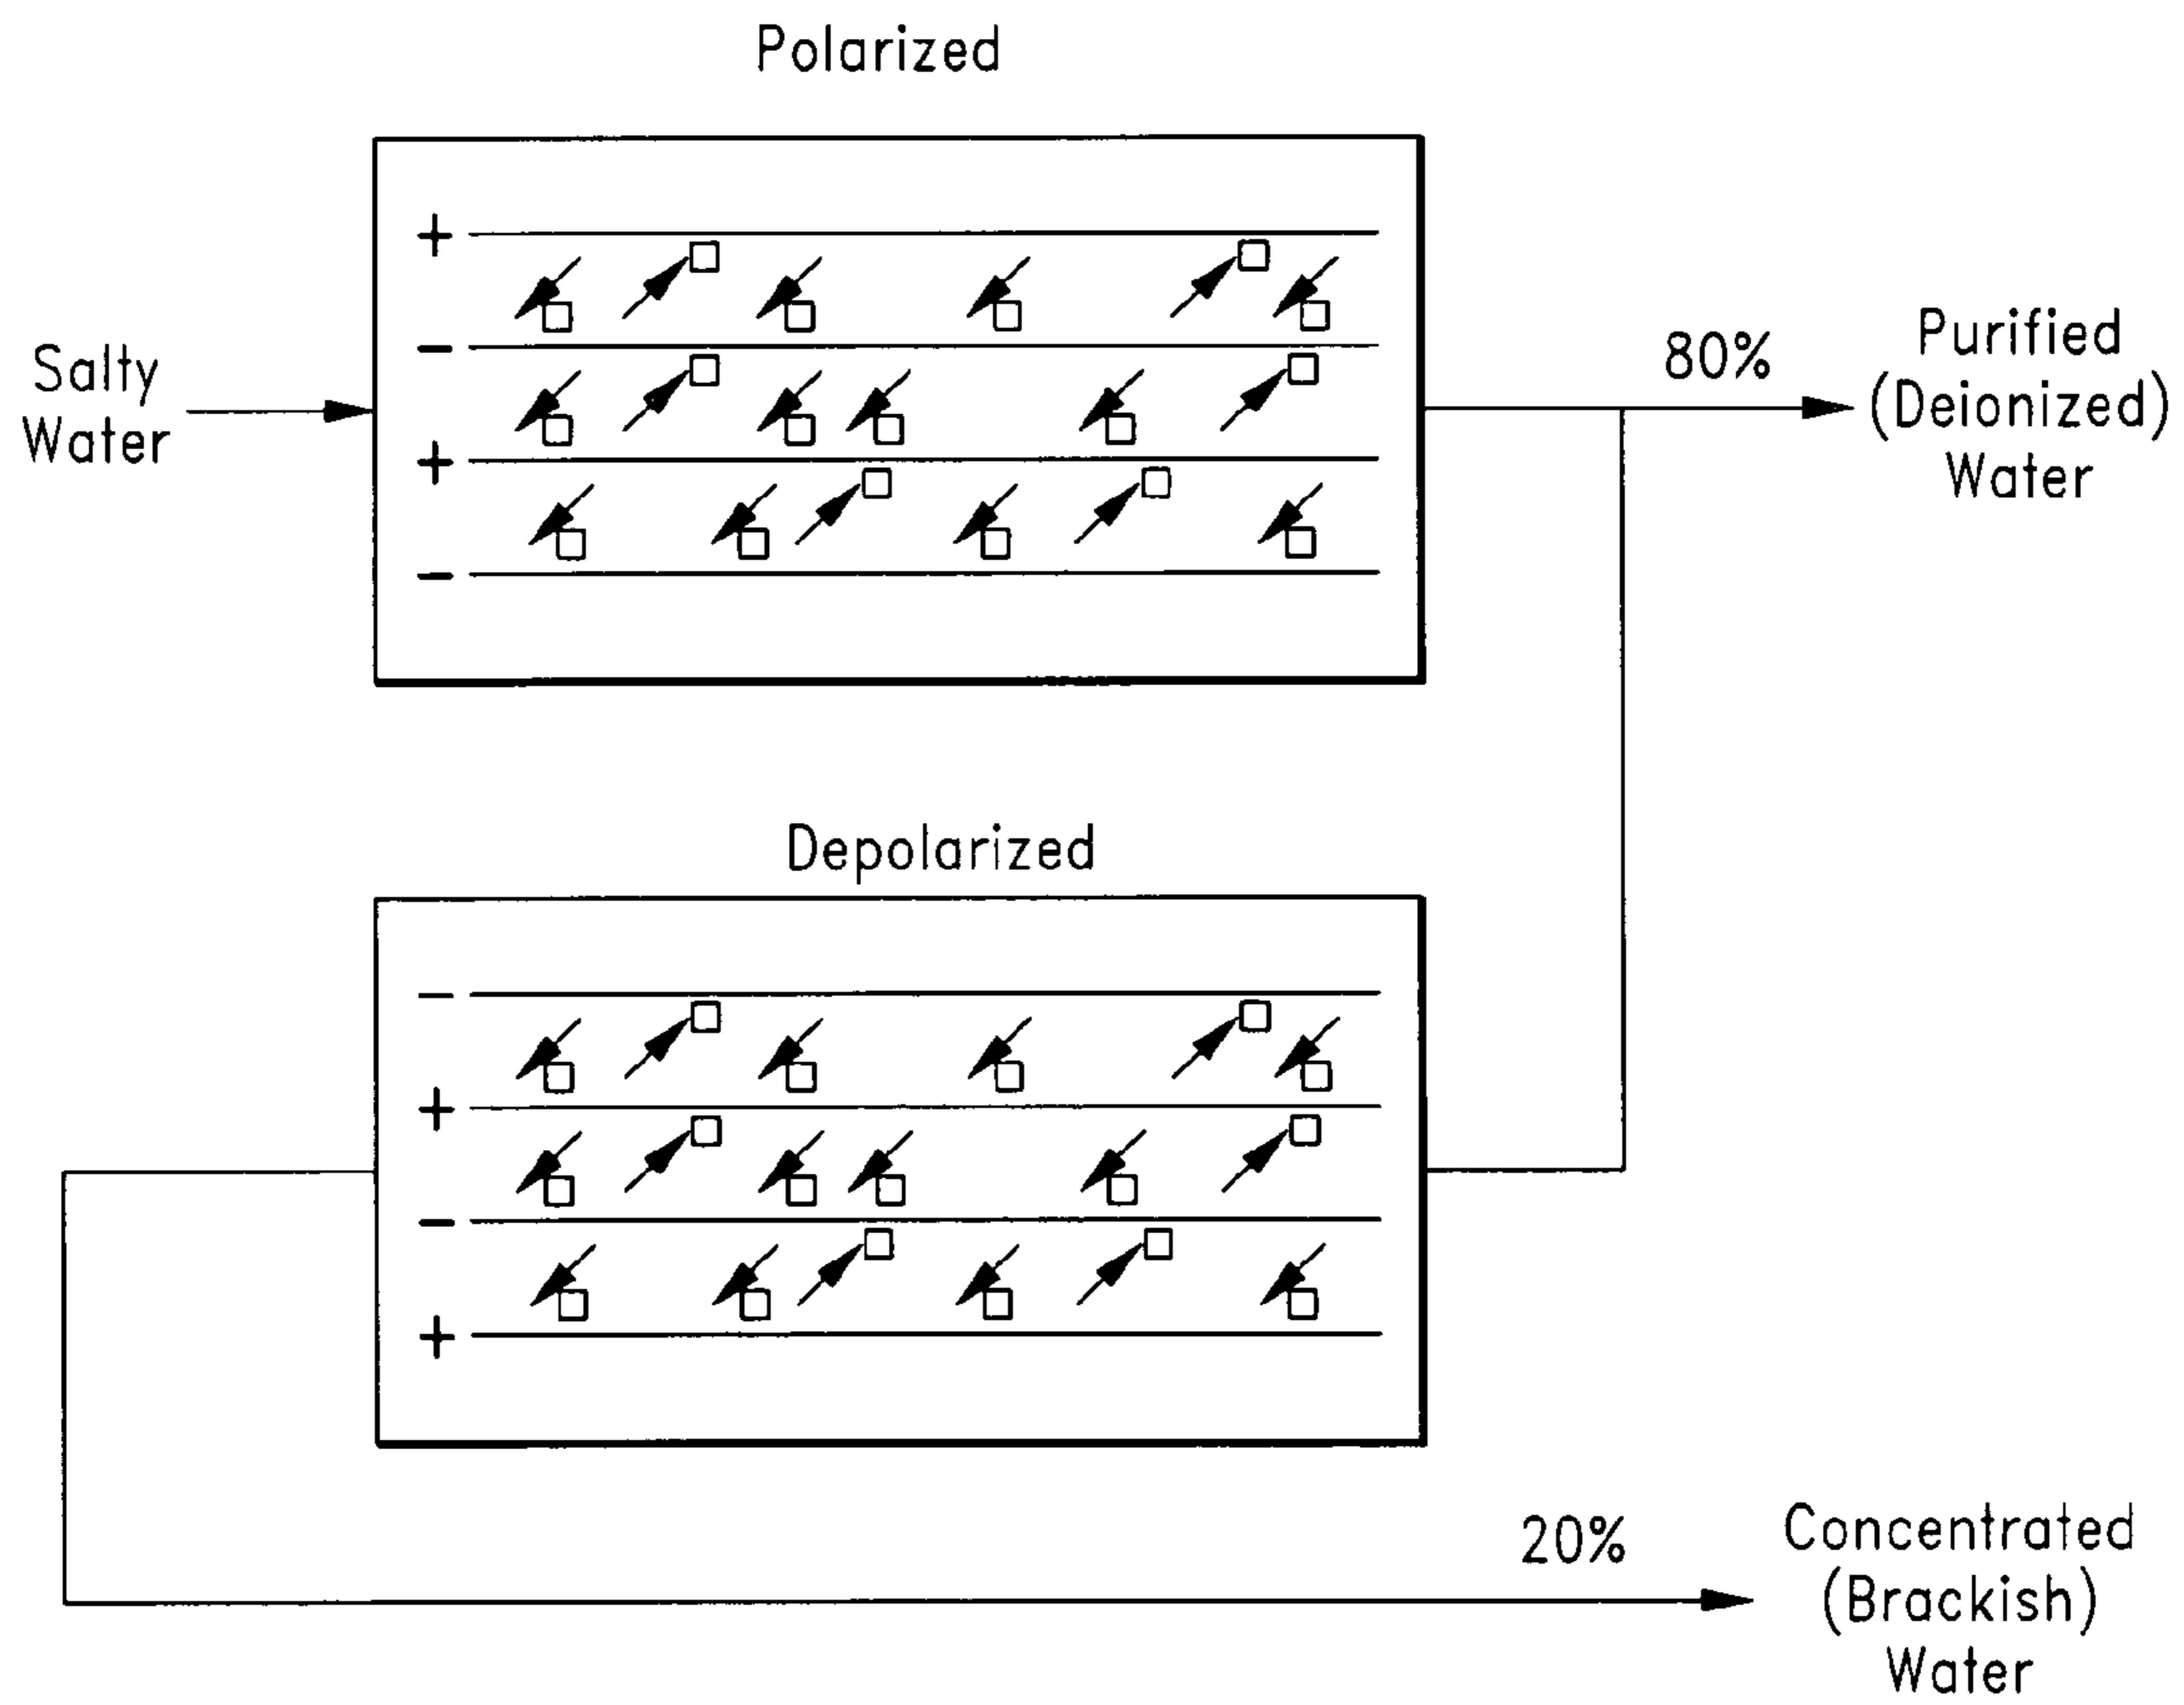 Polarized
+
−
+
−
Salty
Water
80%
Purified
(Deionized)
Water
Depolarized
−
+
−
+
20%
Concentrated
(Brackish)
Water